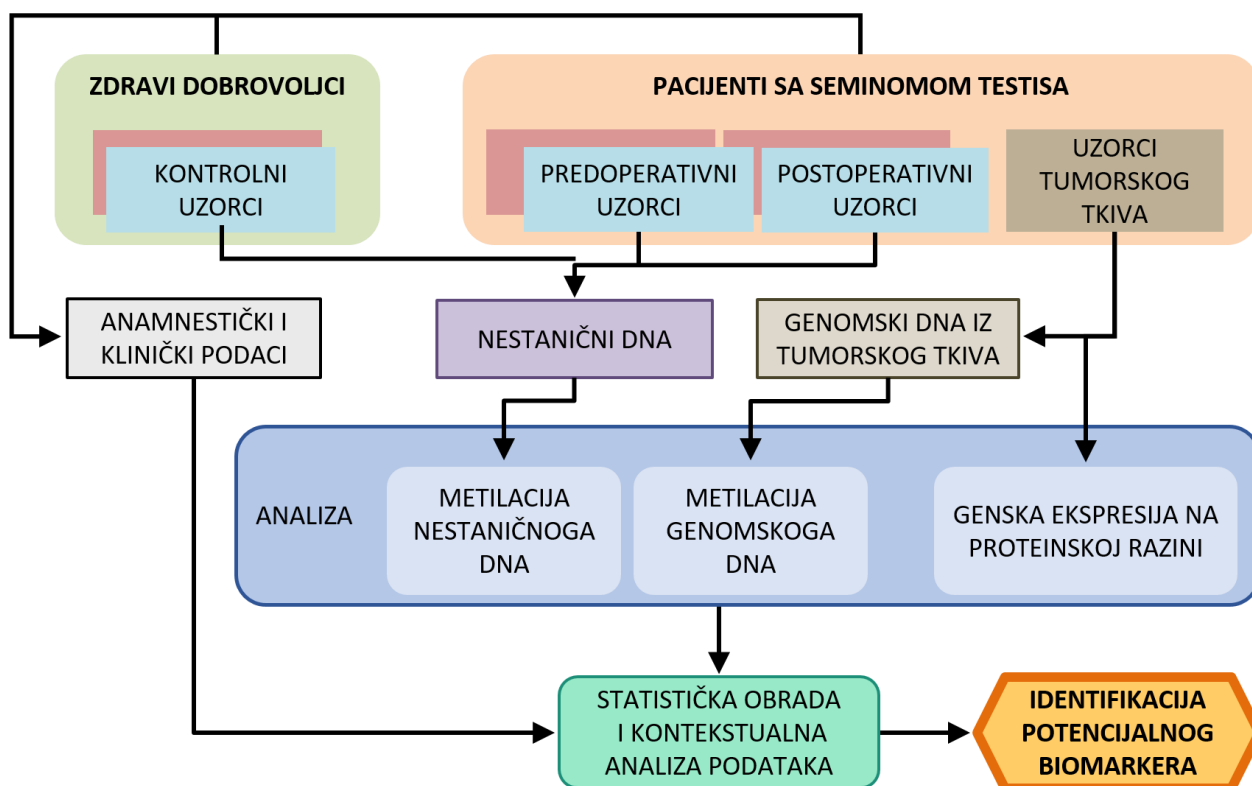 ZDRAVI DOBROVOLJCI
KONTROLNI
UZORCI
PACIJENTI SA SEMINOMOM TESTISA
PREDOPERATIVNI
UZORCI
POSTOPERATIVNI
UZORCI
UZORCI
TUMORSKOG
TKIVA
ANAMNESTIČKI I
KLINIČKI PODACI
NESTANIČNI DNA
GENOMSKI DNA IZ
TUMORSKOG TKIVA
ANALIZA
METILACIJA
NESTANIČNOGA
DNA
METILACIJA
GENOMSKOGA
DNA
GENSKA EKSPRESIJA NA
PROTEINSKOJ RAZINI
STATISTIČKA OBRADA
I KONTEKSTUALNA
ANALIZA PODATAKA
IDENTIFIKACIJA
POTENCIJALNOG
BIOMARKERA